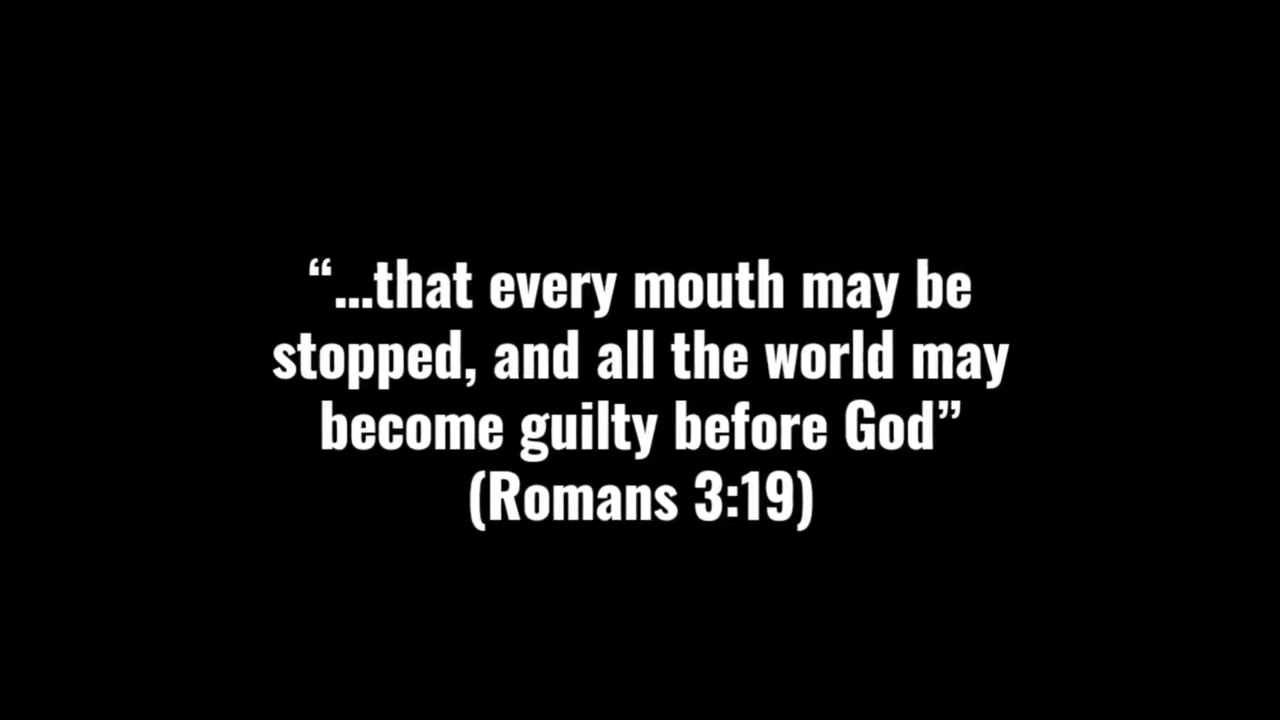 “...that every mouth may be
stopped, and all the world may
become guilty before God”
(Romans 3:19)